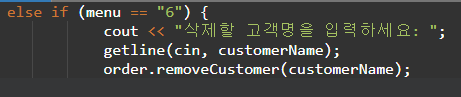 else if (menu == "6") {
cout << "삭제할 고객명을 입력하세요: ";
getline(cin, customerName);
order.removeCustomer(customerName);